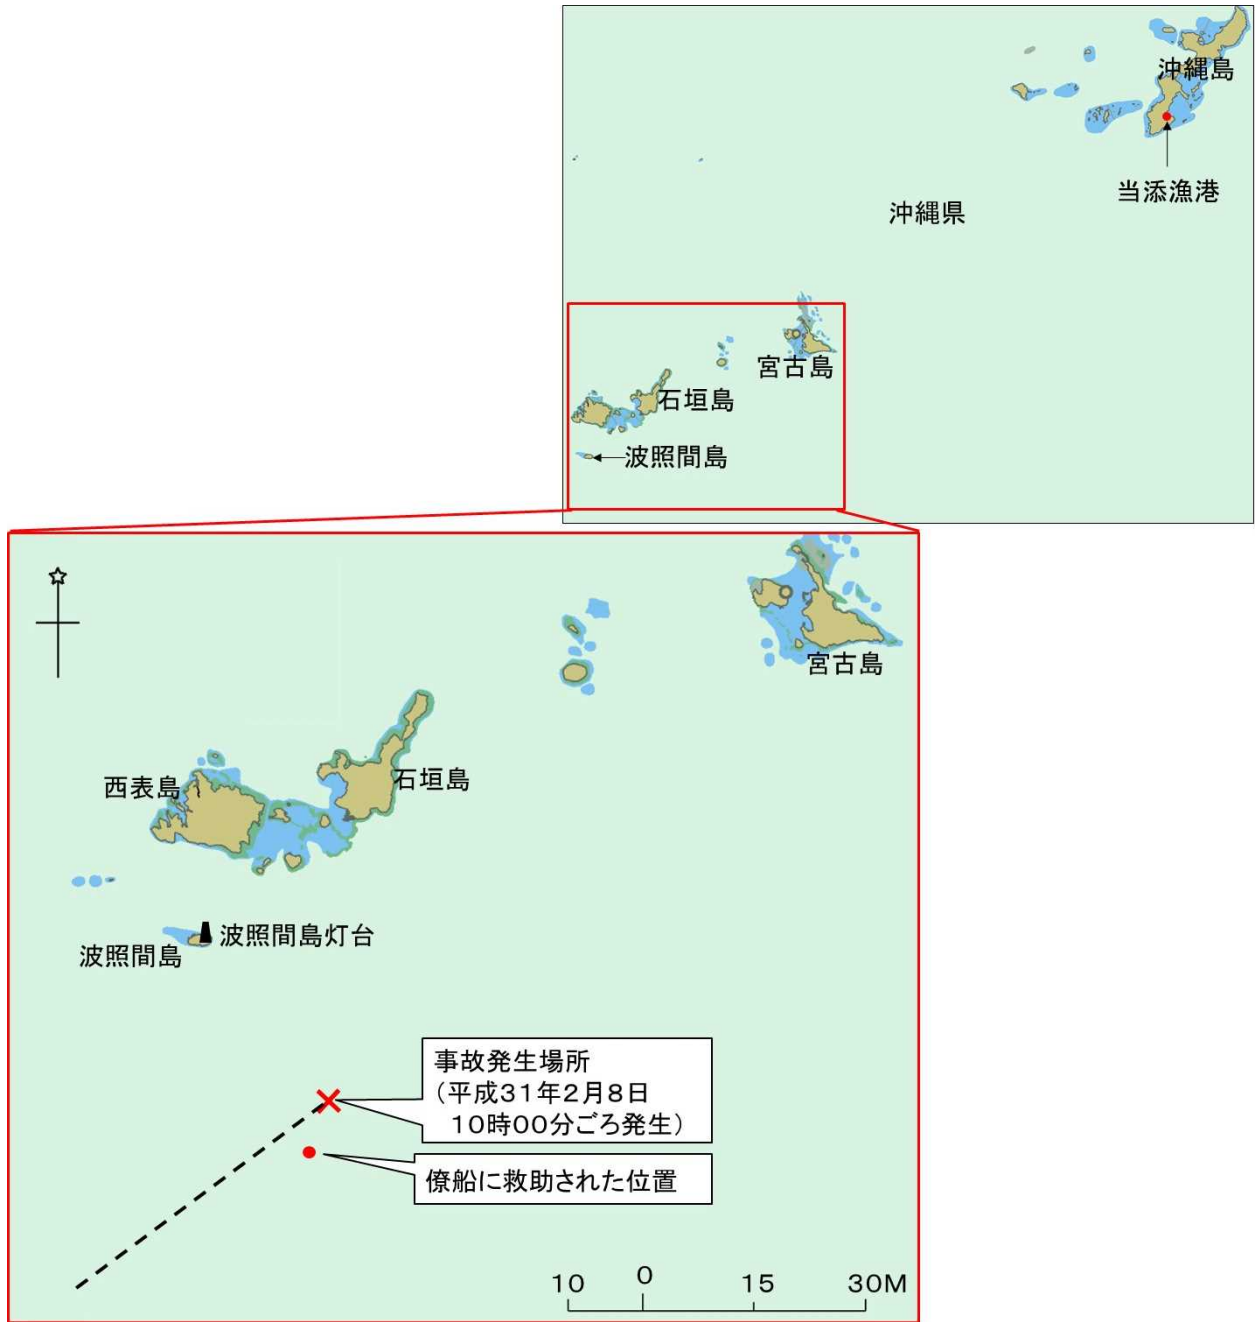 沖縄島
当添漁港
沖縄県
宮古島
石垣島
波照間島
宮古島
西表島
石垣島
波照間島灯台
波照間島
事故発生場所
（平成３１年２月８日
１０時００分ごろ発生）
僚船に救助された位置
１０ ０ １５ ３０M